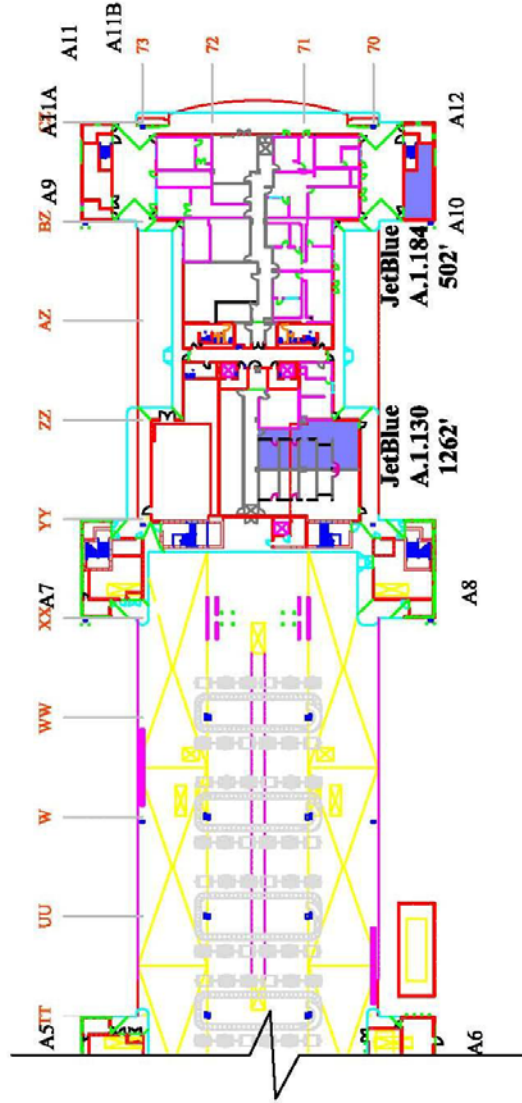 A11
A11B
A5 TT UU W WW XX A7 YY ZZ AZ BZ A9 A11A
73
72
71
70
JetBlue
A.1.130
1262'
JetBlue
A.1.184
502'
A6
A8
A10
A12